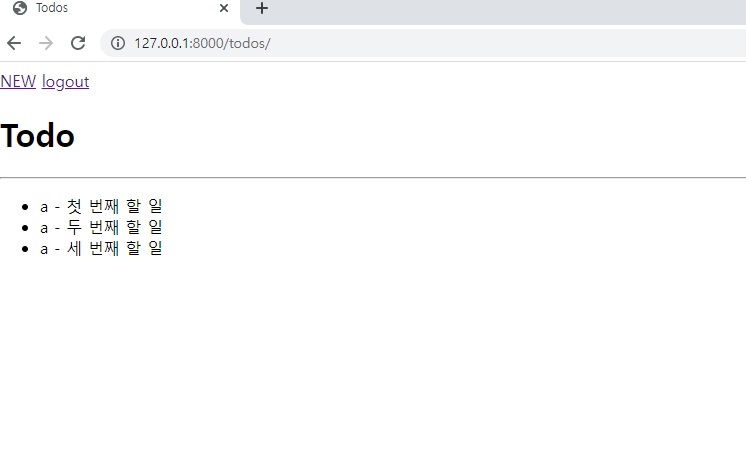 Todos
127.0.0.1:8000/todos/
NEW logout
Todo
a - 첫 번째 할 일
a - 두 번째 할 일
a - 세 번째 할 일